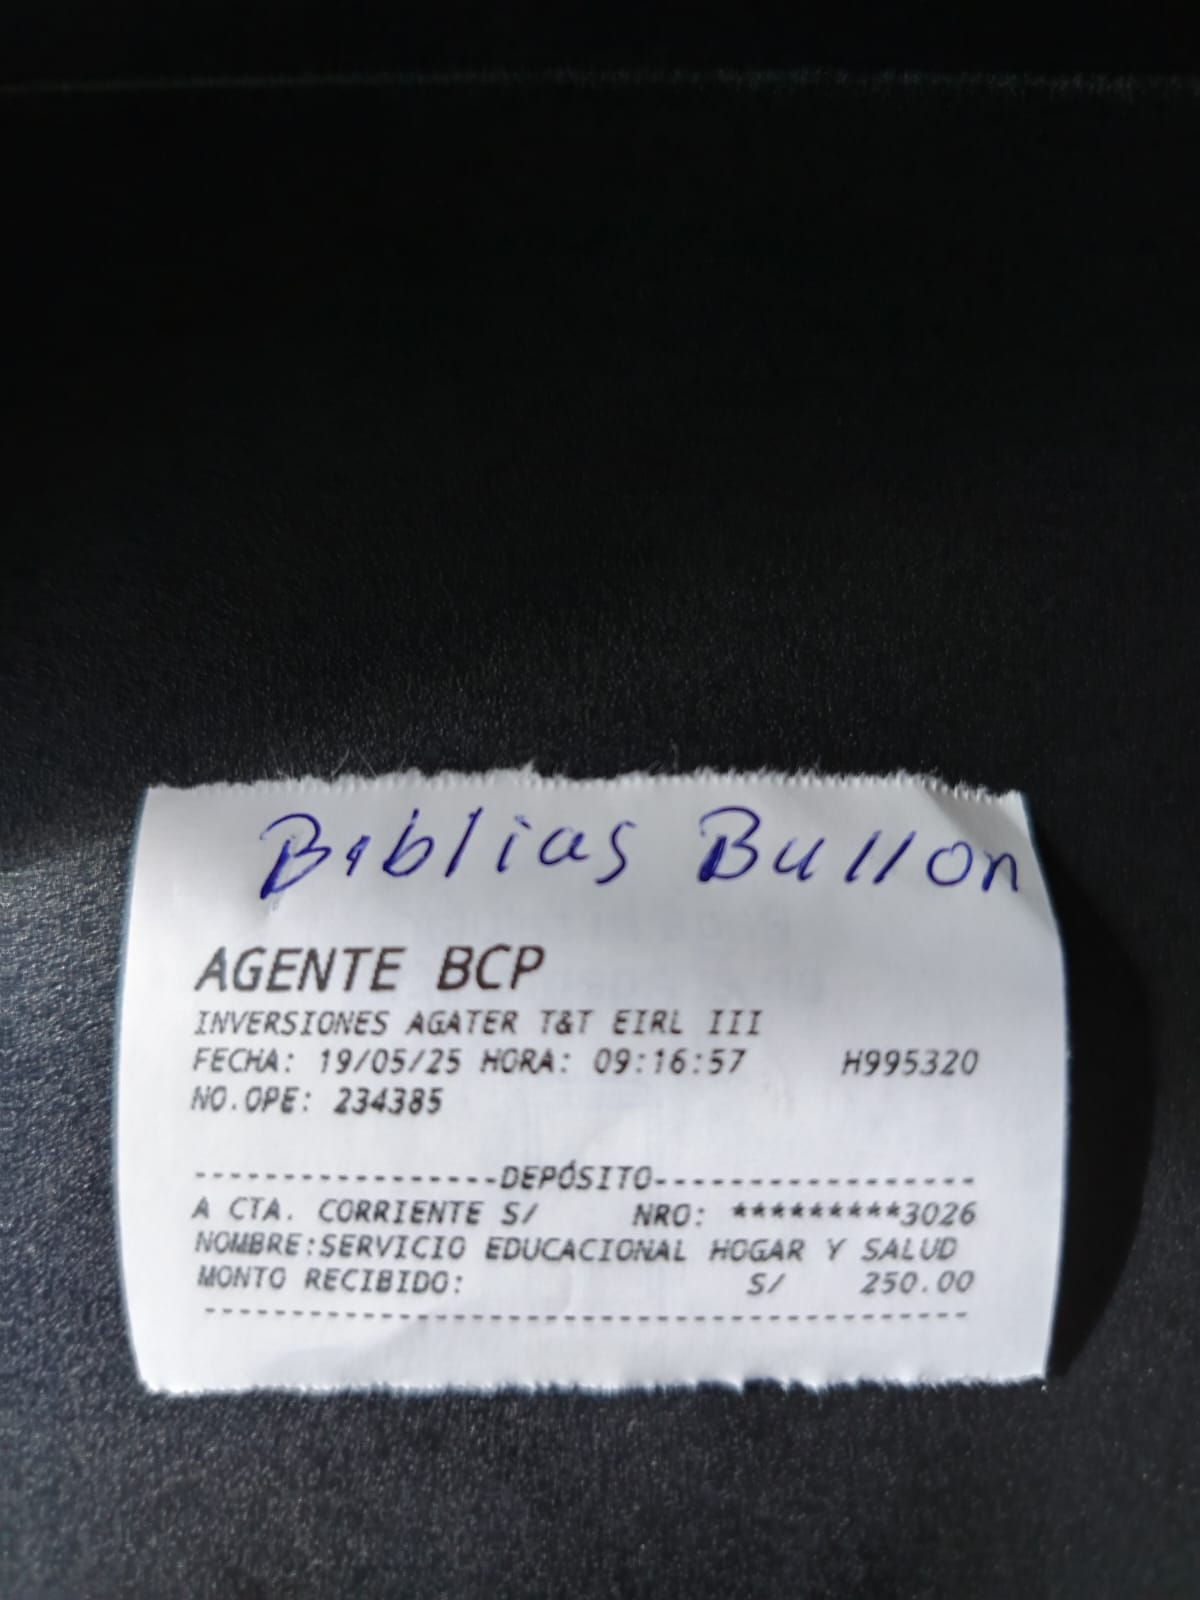 Biblias Bullon
AGENTE BCP
INVERSIONES AGATER T&T EIRL III
FECHA: 19/05/25 HORA: 09:16:57 H995320
NO.OPE: 234385
-----------------DEPÓSITO------------------
A CTA. CORRIENTE S/ NRO: *********3026
NOMBRE:SERVICIO EDUCACIONAL HOGAR Y SALUD
MONTO RECIBIDO: S/ 250.00
-------------------------------------------